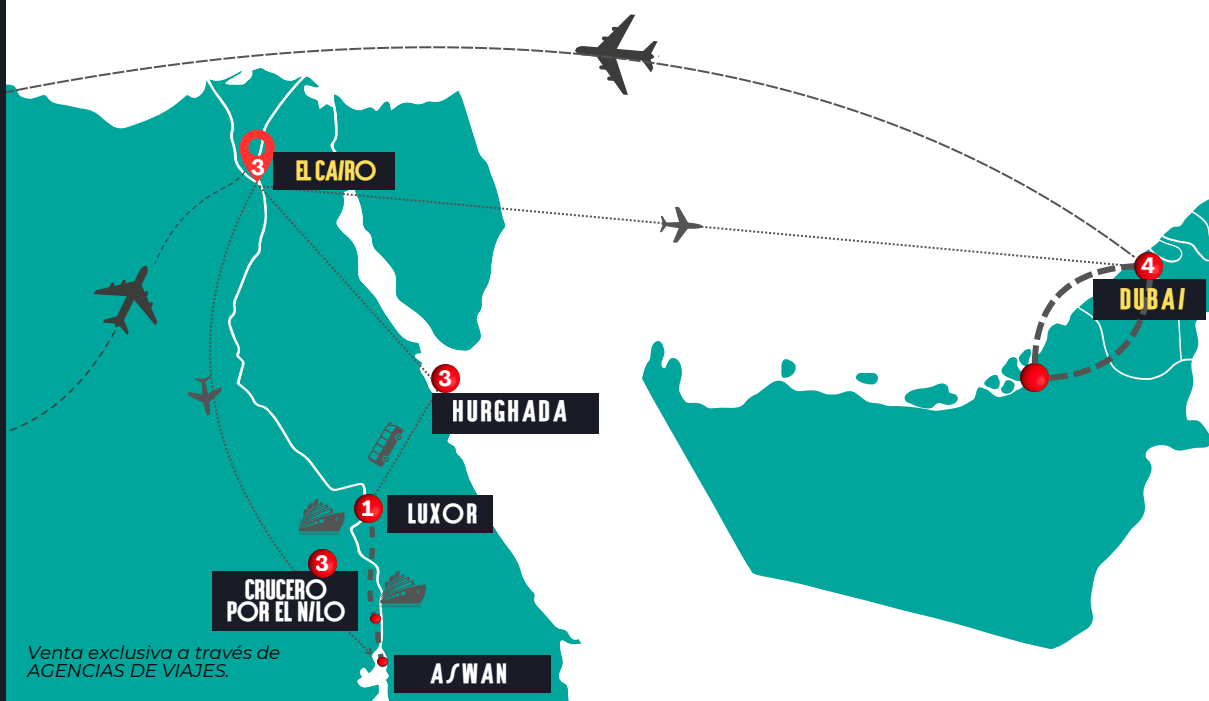 3
EL CAIRO
4
DUBAI
3
HURGHADA
1
LUXOR
3
CRUCERO
POR EL NILO
Venta exclusiva a través de
AGENCIAS DE VIAJES.
ASWAN